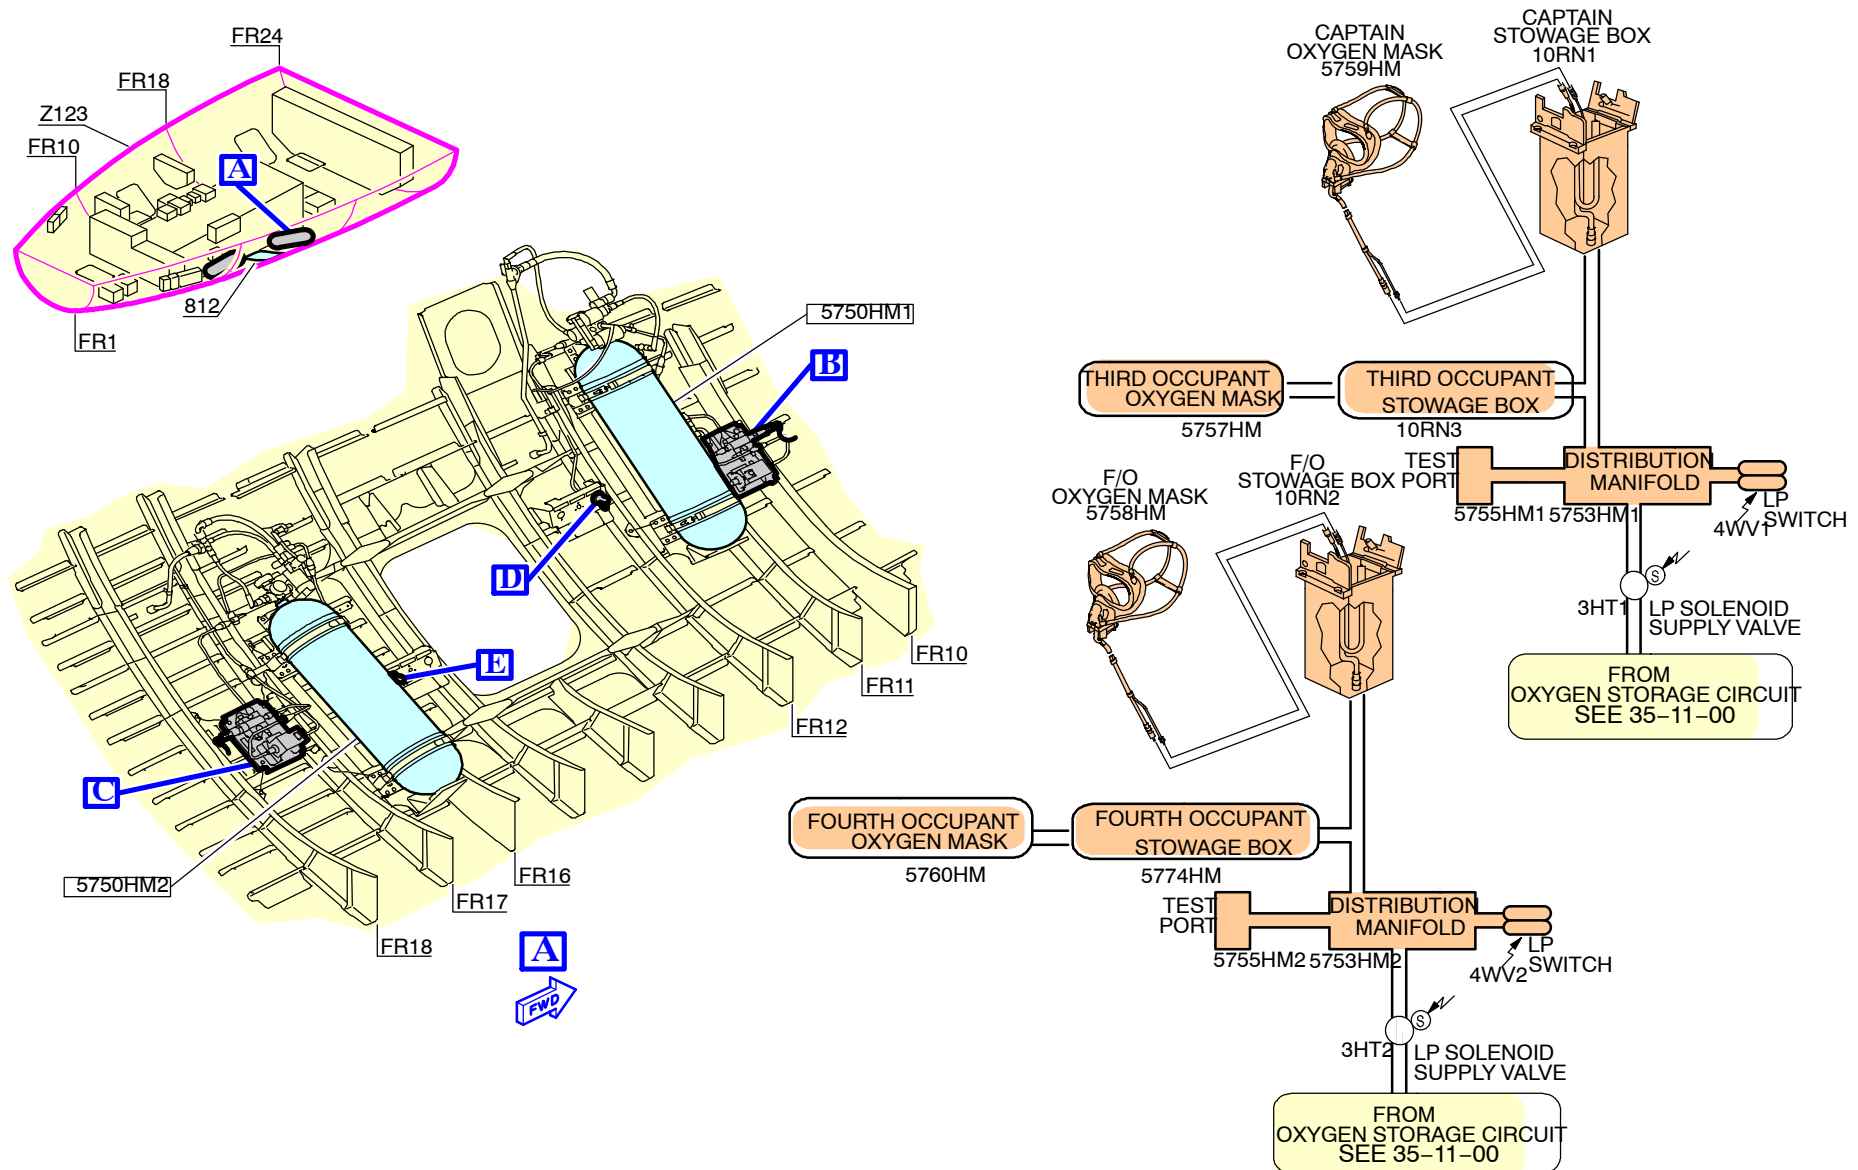 FR24
FR18
Z123
FR10
A
812
FR1
5750HM1
B
D
E
C
5750HM2
FR10
FR11
FR12
FR16
FR17
FR18
A
FWD
CAPTAIN
OXYGEN MASK
5759HM
CAPTAIN
STOWAGE BOX
10RN1
THIRD OCCUPANT
OXYGEN MASK
5757HM
THIRD OCCUPANT
STOWAGE BOX
10RN3
TEST
PORT
5755HM1
DISTRIBUTION
MANIFOLD
5753HM1
LP
SWITCH
4WV1
S
3HT1
LP SOLENOID
SUPPLY VALVE
FROM
OXYGEN STORAGE CIRCUIT
SEE 35-11-00
F/O
OXYGEN MASK
5758HM
F/O
STOWAGE BOX
10RN2
FOURTH OCCUPANT
OXYGEN MASK
5760HM
FOURTH OCCUPANT
STOWAGE BOX
5774HM
TEST
PORT
5755HM2
DISTRIBUTION
MANIFOLD
5753HM2
LP
SWITCH
4WV2
S
3HT2
LP SOLENOID
SUPPLY VALVE
FROM
OXYGEN STORAGE CIRCUIT
SEE 35-11-00